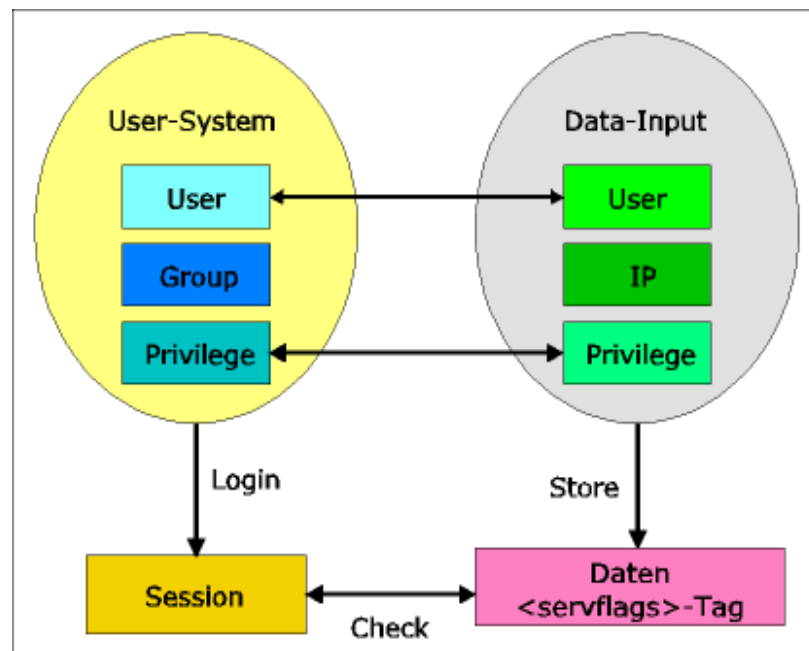 User-System
Data-Input
User
User
Group
IP
Privilege
Privilege
Login
Store
Session
Daten
<servflags>-Tag
Check